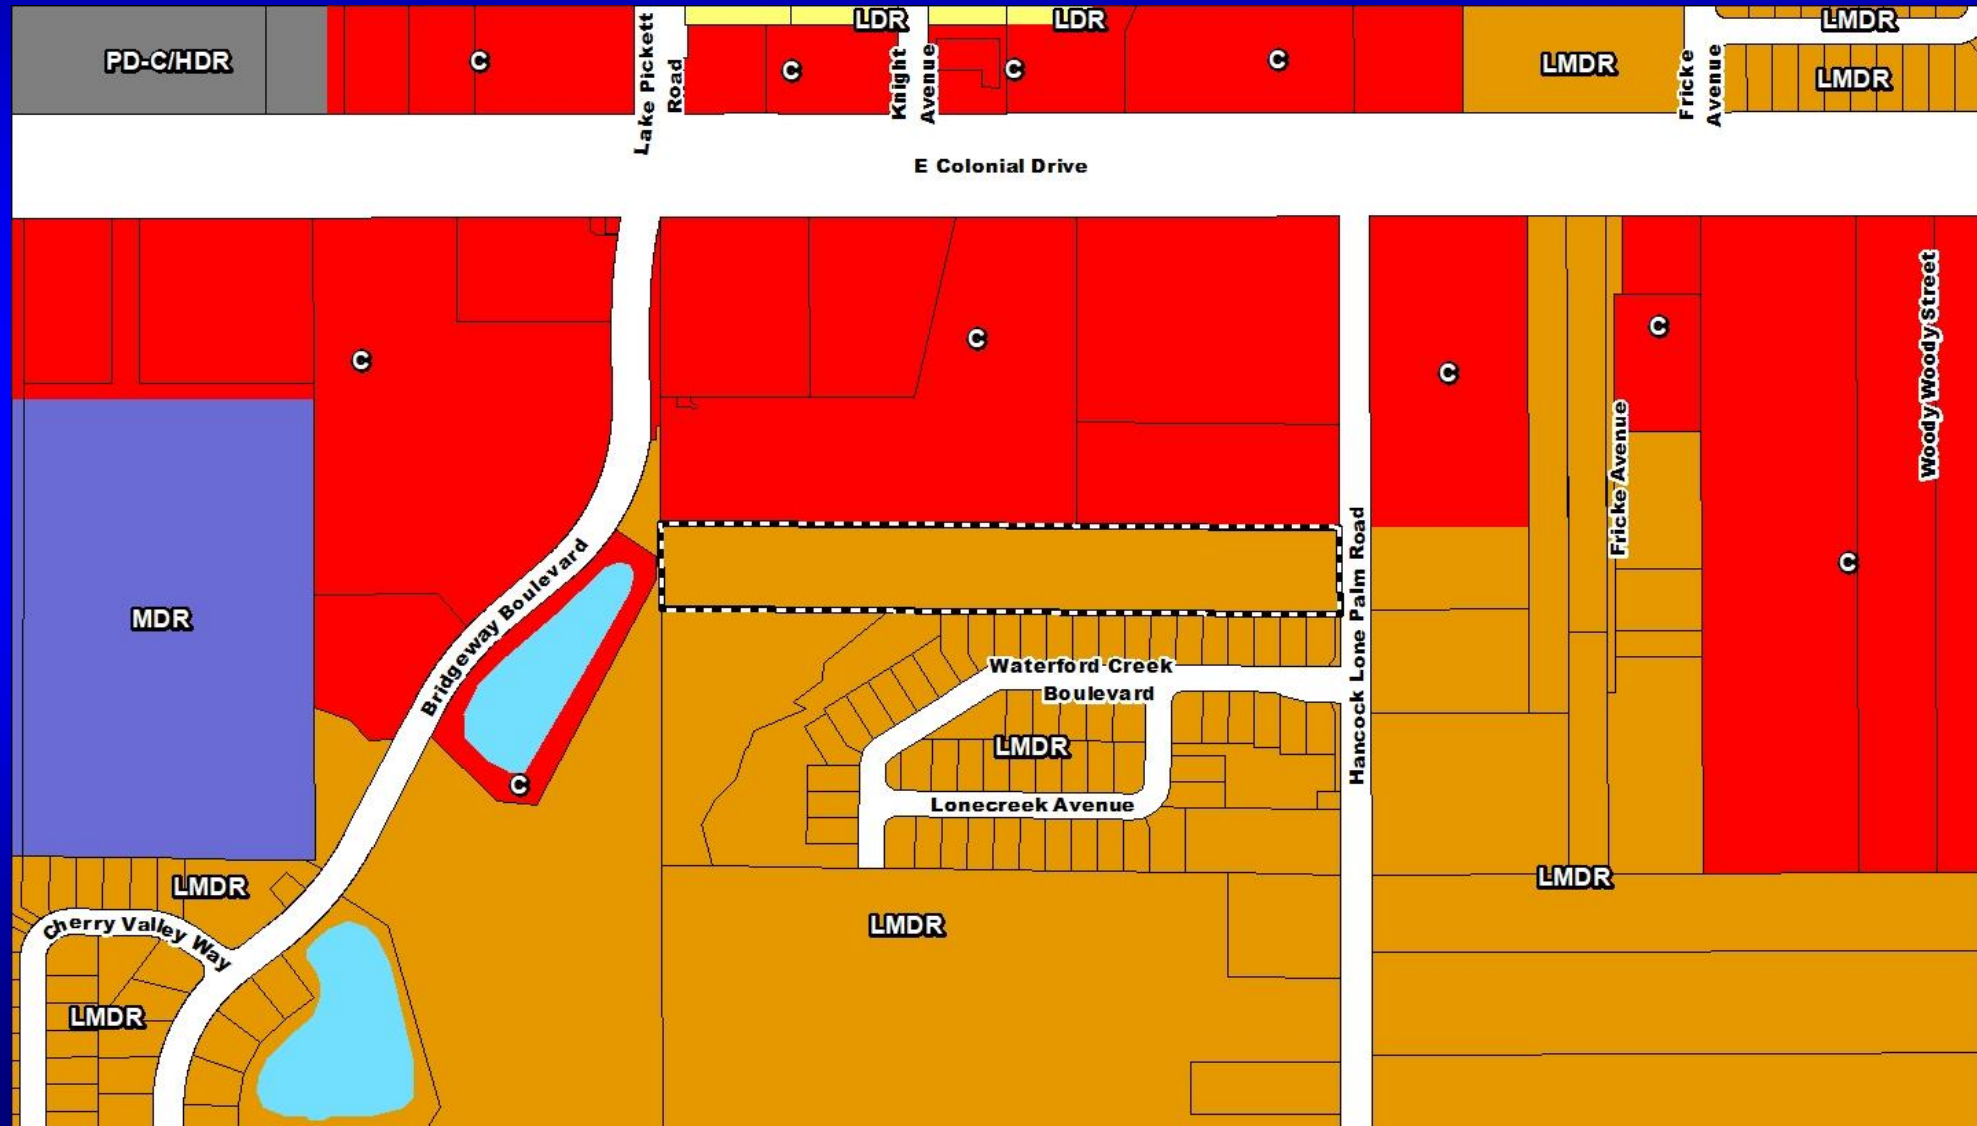 LDR
LDR
LMDR
PD-C/HDR
C
Lake Pickett
Road
C
Knight
Avenue
C
C
LMDR
Fricke
Avenue
LMDR
E Colonial Drive
C
C
C
C
Woody Woody Street
Fricke Avenue
C
MDR
Bridgeway Boulevard
C
Waterford Creek
Boulevard
LMDR
Lonecreek Avenue
Hancock Lone Palm Road
LMDR
LMDR
LMDR
Cherry Valley Way
LMDR